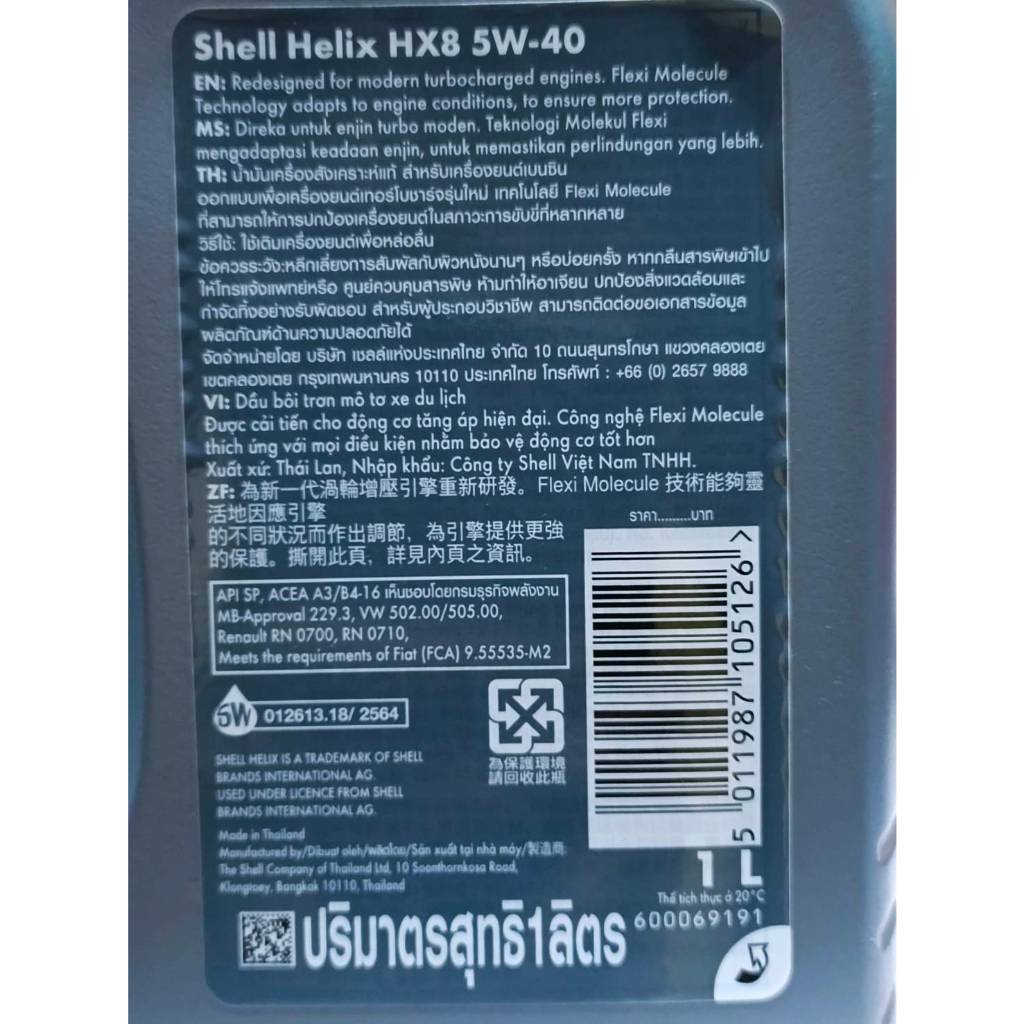 Shell Helix HX8 5W-40
EN: Redesigned for modern turbocharged engines. Flexi Molecule
Technology adapts to engine conditions, to ensure more protection.
MS: Direka untuk enjin turbo moden. Teknologi Molekul Flexi
mengadaptasi keadaan enjin, untuk memastikan perlindungan yang lebih.
TH: น้ำมันเครื่องสังเคราะห์แท้ สำหรับเครื่องยนต์เบนซิน
ออกแบบเพื่อเครื่องยนต์เทอร์โบชาร์จรุ่นใหม่ เทคโนโลยี Flexi Molecule
ที่สามารถให้การปกป้องเครื่องยนต์ในสภาวะการขับขี่ที่หลากหลาย
วิธีใช้: ใช้เติมเครื่องยนต์เพื่อหล่อลื่น
ข้อควรระวัง:หลีกเลี่ยงการสัมผัสกับผิวหนังนานๆ หรือบ่อยครั้ง หากกลืนสารพิษเข้าไป
ให้โทรแจ้งแพทย์หรือ ศูนย์ควบคุมสารพิษ ห้ามทำให้อาเจียน ปกป้องสิ่งแวดล้อมและ
กำจัดทิ้งอย่างรับผิดชอบ สำหรับผู้ประกอบวิชาชีพ สามารถติดต่อขอเอกสารข้อมูล
ผลิตภัณฑ์ด้านความปลอดภัยได้
จัดจำหน่ายโดย บริษัท เชลล์แห่งประเทศไทย จำกัด 10 ถนนสุนทรโกษา แขวงคลองเตย
เขตคลองเตย กรุงเทพมหานคร 10110 ประเทศไทย โทรศัพท์ : +66 (0) 2657 9888
VI: Dầu bôi trơn mô tơ xe du lịch
Được cải tiến cho động cơ tăng áp hiện đại. Công nghệ Flexi Molecule
thích ứng với mọi điều kiện nhằm bảo vệ động cơ tốt hơn
Xuất xứ: Thái Lan, Nhập khẩu: Công ty Shell Việt Nam TNHH.
ZF: 為新一代渦輪增壓引擎重新研發。Flexi Molecule 技術能夠靈
活地因應引擎
的不同狀況而作出調節，為引擎提供更強
的保護。撕開此頁，詳見內頁之資訊。
ราคา.........บาท
5 011987 105126 >
API SP, ACEA A3/B4-16 เห็นชอบโดยกรมธุรกิจพลังงาน
MB-Approval 229.3, VW 502.00/505.00,
Renault RN 0700, RN 0710,
Meets the requirements of Fiat (FCA) 9.55535-M2
5W 012613.18/ 2564
為保護環境
請回收此瓶
SHELL HELIX IS A TRADEMARK OF SHELL
BRANDS INTERNATIONAL AG.
USED UNDER LICENCE FROM SHELL
BRANDS INTERNATIONAL AG.
Made in Thailand
Manufactured by/Dibuat oleh/ผลิตโดย/Sản xuất tại nhà máy/製造商:
The Shell Company of Thailand Ltd, 10 Soonthornkosa Road,
Klongtoey, Bangkok 10110, Thailand
1 L
Thể tích thực ở 20°C
600069191
ปริมาตรสุทธิ1ลิตร